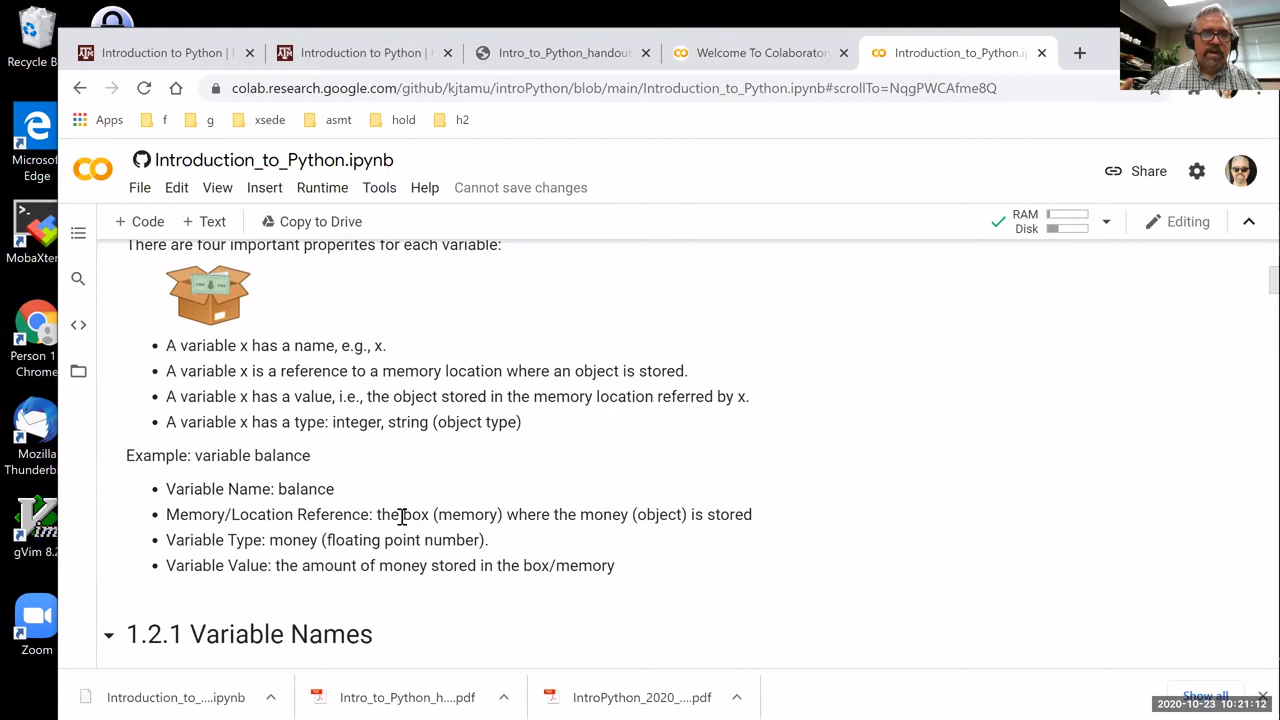 Recycle B
Introduction to Python |
Introduction to Python
Intro_to_Python_handout
Welcome To Colaborator
Introduction_to_Python.i
colab.research.google.com/github/kjtamu/IntroPython/blob/main/Introduction_to_Python.ipynb#scrollTo=NqgPWCAfme8Q
Apps
f
g
xsede
asmt
hold
h2
Microsof
Edge
Introduction_to_Python.ipynb
File
Edit
View
Insert
Runtime
Tools
Help
Cannot save changes
Share
+ Code
+ Text
Copy to Drive
RAM
Disk
Editing
MobaXter
There are four important properites for each variable:
• A variable x has a name, e.g., x.
• A variable x is a reference to a memory location where an object is stored.
• A variable x has a value, i.e., the object stored in the memory location referred by x.
• A variable x has a type: integer, string (object type)
Person 1
Chrome
Example: variable balance
• Variable Name: balance
• Memory/Location Reference: the box (memory) where the money (object) is stored
• Variable Type: money (floating point number).
• Variable Value: the amount of money stored in the box/memory
Mozilla
Thunderb
gVim 8.2
1.2.1 Variable Names
Zoom
Introduction_to_....ipynb
Intro_to_Python_h....pdf
IntroPython_2020_....pdf
Show all
2020-10-23 10:21:12